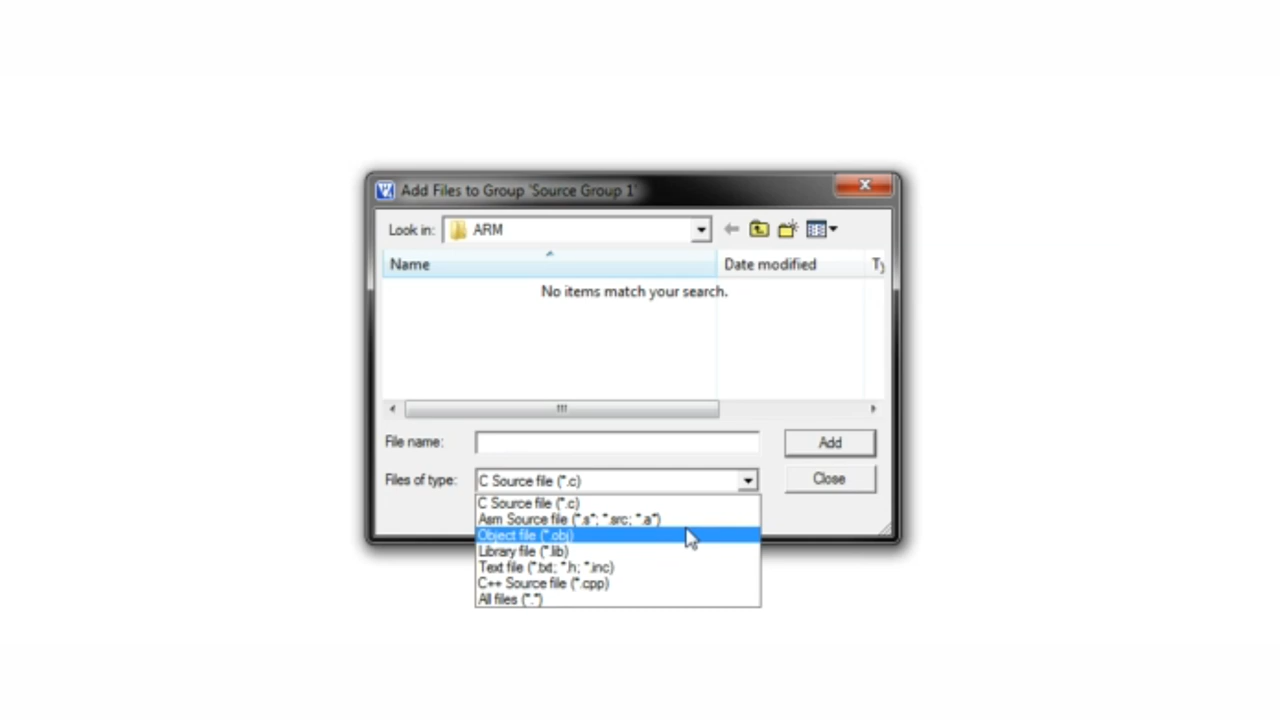 Add Files to Group 'Source Group 1'
Look in: ARM
Name Date modified Ty
No items match your search.
File name: Add
Files of type: C Source file (*.c) Close
C Source file (*.c)
Asm Source file (*.s*; *.src; *.a*)
Object file (*.obj)
Library file (*.lib)
Text file (*.txt; *.h; *.inc)
C++ Source file (*.cpp)
All files (*.*)